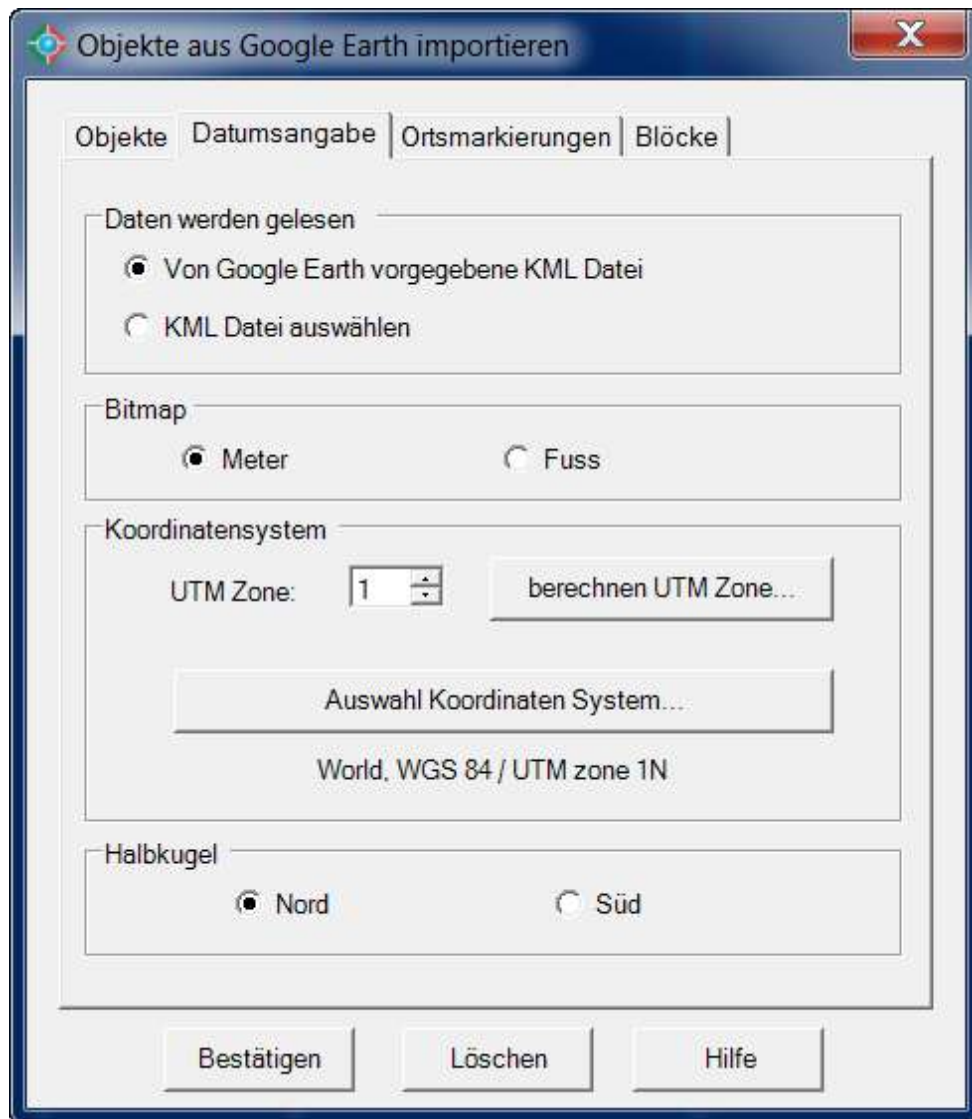 Objekte aus Google Earth importieren
Objekte Datumsangabe Ortsmarkierungen Blöcke
Daten werden gelesen
Von Google Earth vorgegebene KML Datei
KML Datei auswählen
Bitmap
Meter Fuss
Koordinatensystem
UTM Zone: 1 berechnen UTM Zone...
Auswahl Koordinaten System...
World, WGS 84 / UTM zone 1N
Halbkugel
Nord Süd
Bestätigen Löschen Hilfe